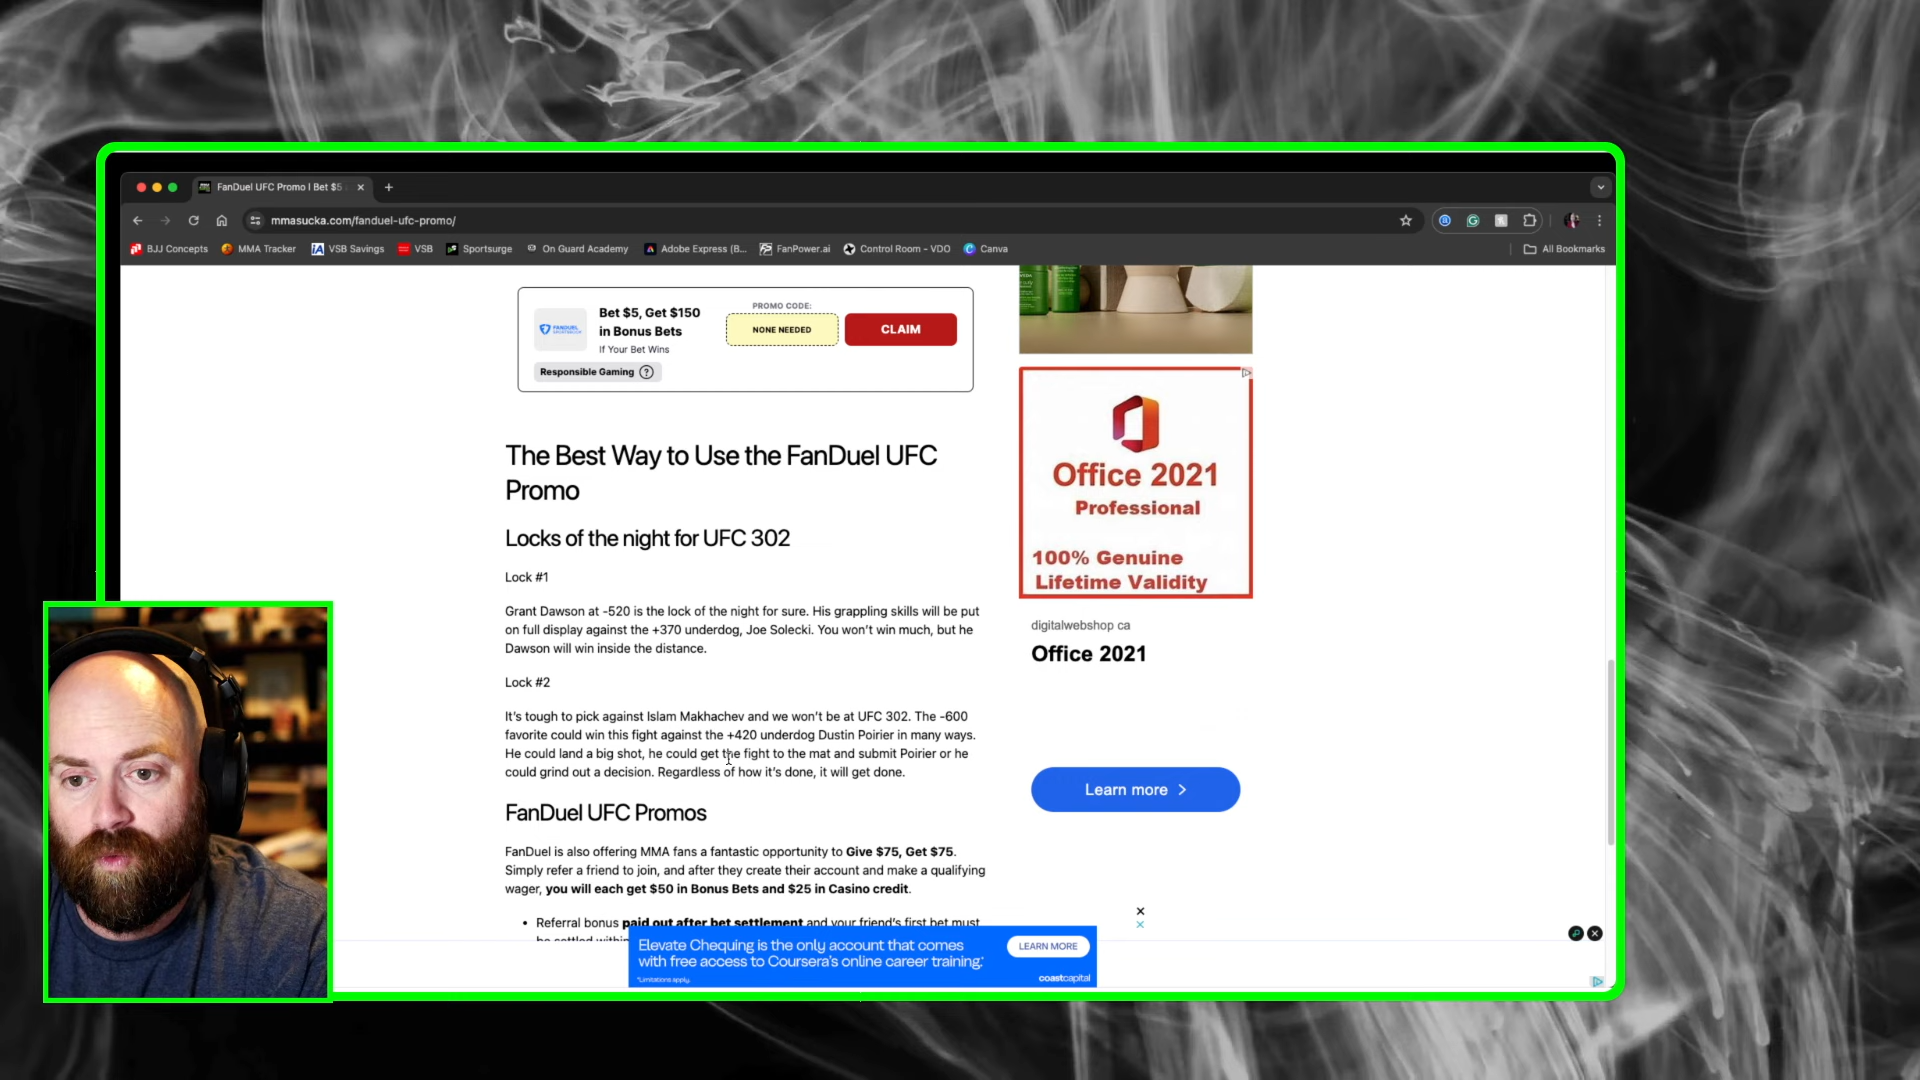 FanDuel UFC Promo | Bet $5
mmasucka.com/fanduel-ufc-promo/
BJJ Concepts
MMA Tracker
VSB Savings
VSB
Sportsurge
On Guard Academy
Adobe Express (B...
FanPower.ai
Control Room - VDO
Canva
All Bookmarks
Bet $5, Get $150
in Bonus Bets
If Your Bet Wins
PROMO CODE:
NONE NEEDED
CLAIM
Responsible Gaming ?
The Best Way to Use the FanDuel UFC
Promo
Locks of the night for UFC 302
Lock #1
Grant Dawson at -520 is the lock of the night for sure. His grappling skills will be put
on full display against the +370 underdog, Joe Solecki. You won't win much, but he
Dawson will win inside the distance.
Lock #2
It's tough to pick against Islam Makhachev and we won't be at UFC 302. The -600
favorite could win this fight against the +420 underdog Dustin Poirier in many ways.
He could land a big shot, he could get the fight to the mat and submit Poirier or he
could grind out a decision. Regardless of how it's done, it will get done.
FanDuel UFC Promos
FanDuel is also offering MMA fans a fantastic opportunity to Give $75, Get $75.
Simply refer a friend to join, and after they create their account and make a qualifying
wager, you will each get $50 in Bonus Bets and $25 in Casino credit.
• Referral bonus paid out after bet settlement and your friend's first bet must
be settled within
Office 2021
Professional
100% Genuine
Lifetime Validity
digitalwebshop ca
Office 2021
Learn more
Elevate Chequing is the only account that comes
with free access to Coursera's online career training.*
*Limitations apply.
LEARN MORE
coastcapital